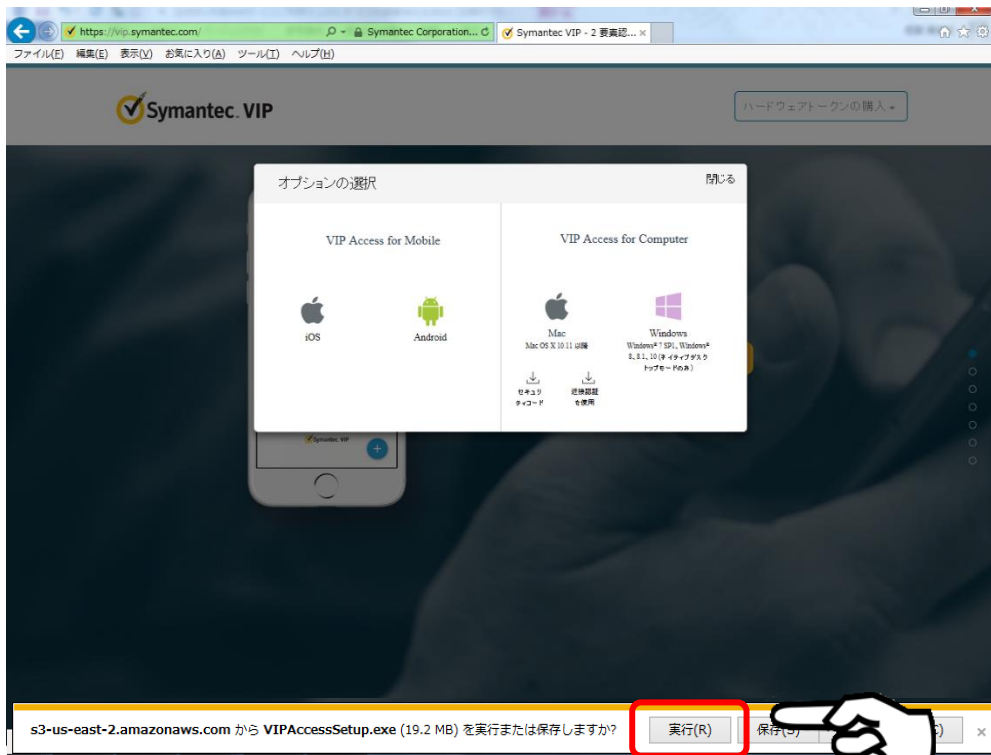 https://vip.symantec.com/
Symantec Corporation...
Symantec VIP - 2 要素認...
ファイル(F) 編集(E) 表示(V) お気に入り(A) ツール(T) ヘルプ(H)
Symantec. VIP
ハードウェアトークンの購入
オプションの選択
閉じる
VIP Access for Mobile
VIP Access for Computer
iOS
Android
Mac
Mac OS X 10.11 以降
Windows
Windows® 7 SP1, Windows®
8, 8.1, 10 (ネイティブデスク
トップモードのみ)
セキュリ
ティコード
近接認証
を使用
Symantec. VIP
s3-us-east-2.amazonaws.com から VIPAccessSetup.exe (19.2 MB) を実行または保存しますか?
実行(R)
保存(S)